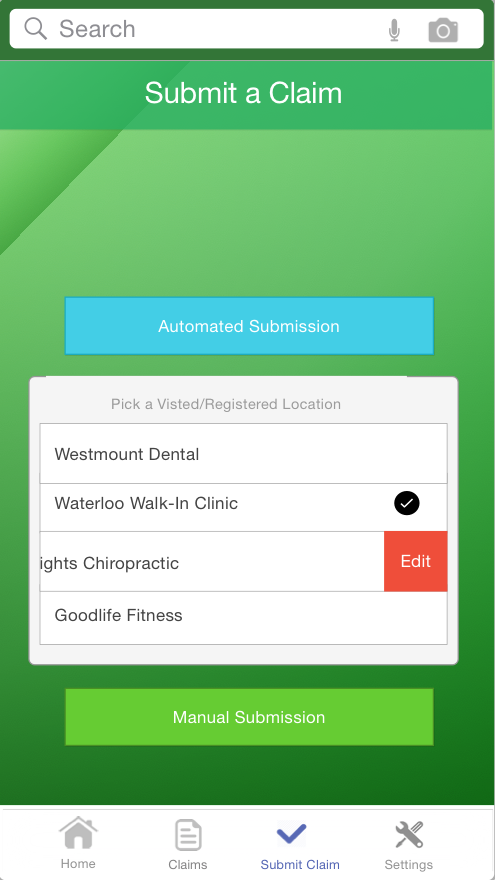 Search
Submit a Claim
Automated Submission
Pick a Visted/Registered Location
Westmount Dental
Waterloo Walk-In Clinic
ights Chiropractic
Edit
Goodlife Fitness
Manual Submission
Home
Claims
Submit Claim
Settings